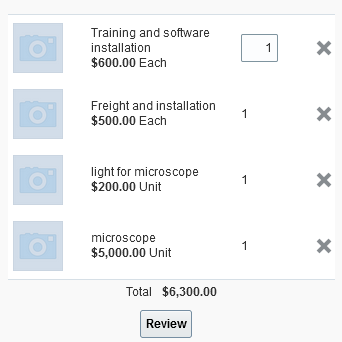 Training and software
installation
$600.00 Each
1
Freight and installation
$500.00 Each
1
light for microscope
$200.00 Unit
1
microscope
$5,000.00 Unit
1
Total $6,300.00
Review